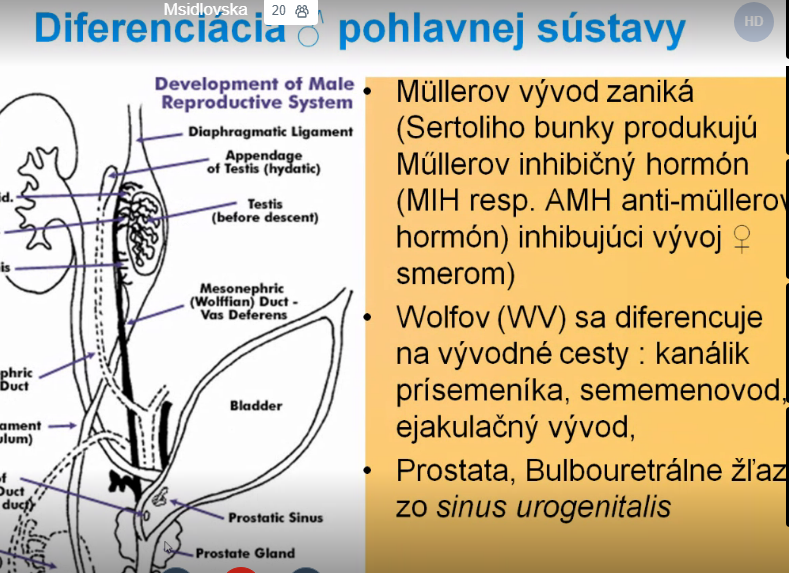 Msidlovska
20
HD
Diferenciácia ♂ pohlavnej sústavy
Development of Male
Reproductive System
Diaphragmatic Ligament
Appendage
of Testis (hydatic)
Testis
(before descent)
Mesonephric
(Wolffian) Duct -
Vas Deferens
Bladder
Prostatic Sinus
Prostate Gland
id.
is
phric
Duct
ament
ulum)
of
Duct
duct)
• Müllerov vývod zaniká
(Sertoliho bunky produkujú
Műllerov inhibičný hormón
(MIH resp. AMH anti-müllerov
hormón) inhibujúci vývoj ♀
smerom)
• Wolfov (WV) sa diferencuje
na vývodné cesty : kanálik
prísemeníka, sememenovod,
ejakulačný vývod,
• Prostata, Bulbouretrálne žľaz
zo sinus urogenitalis